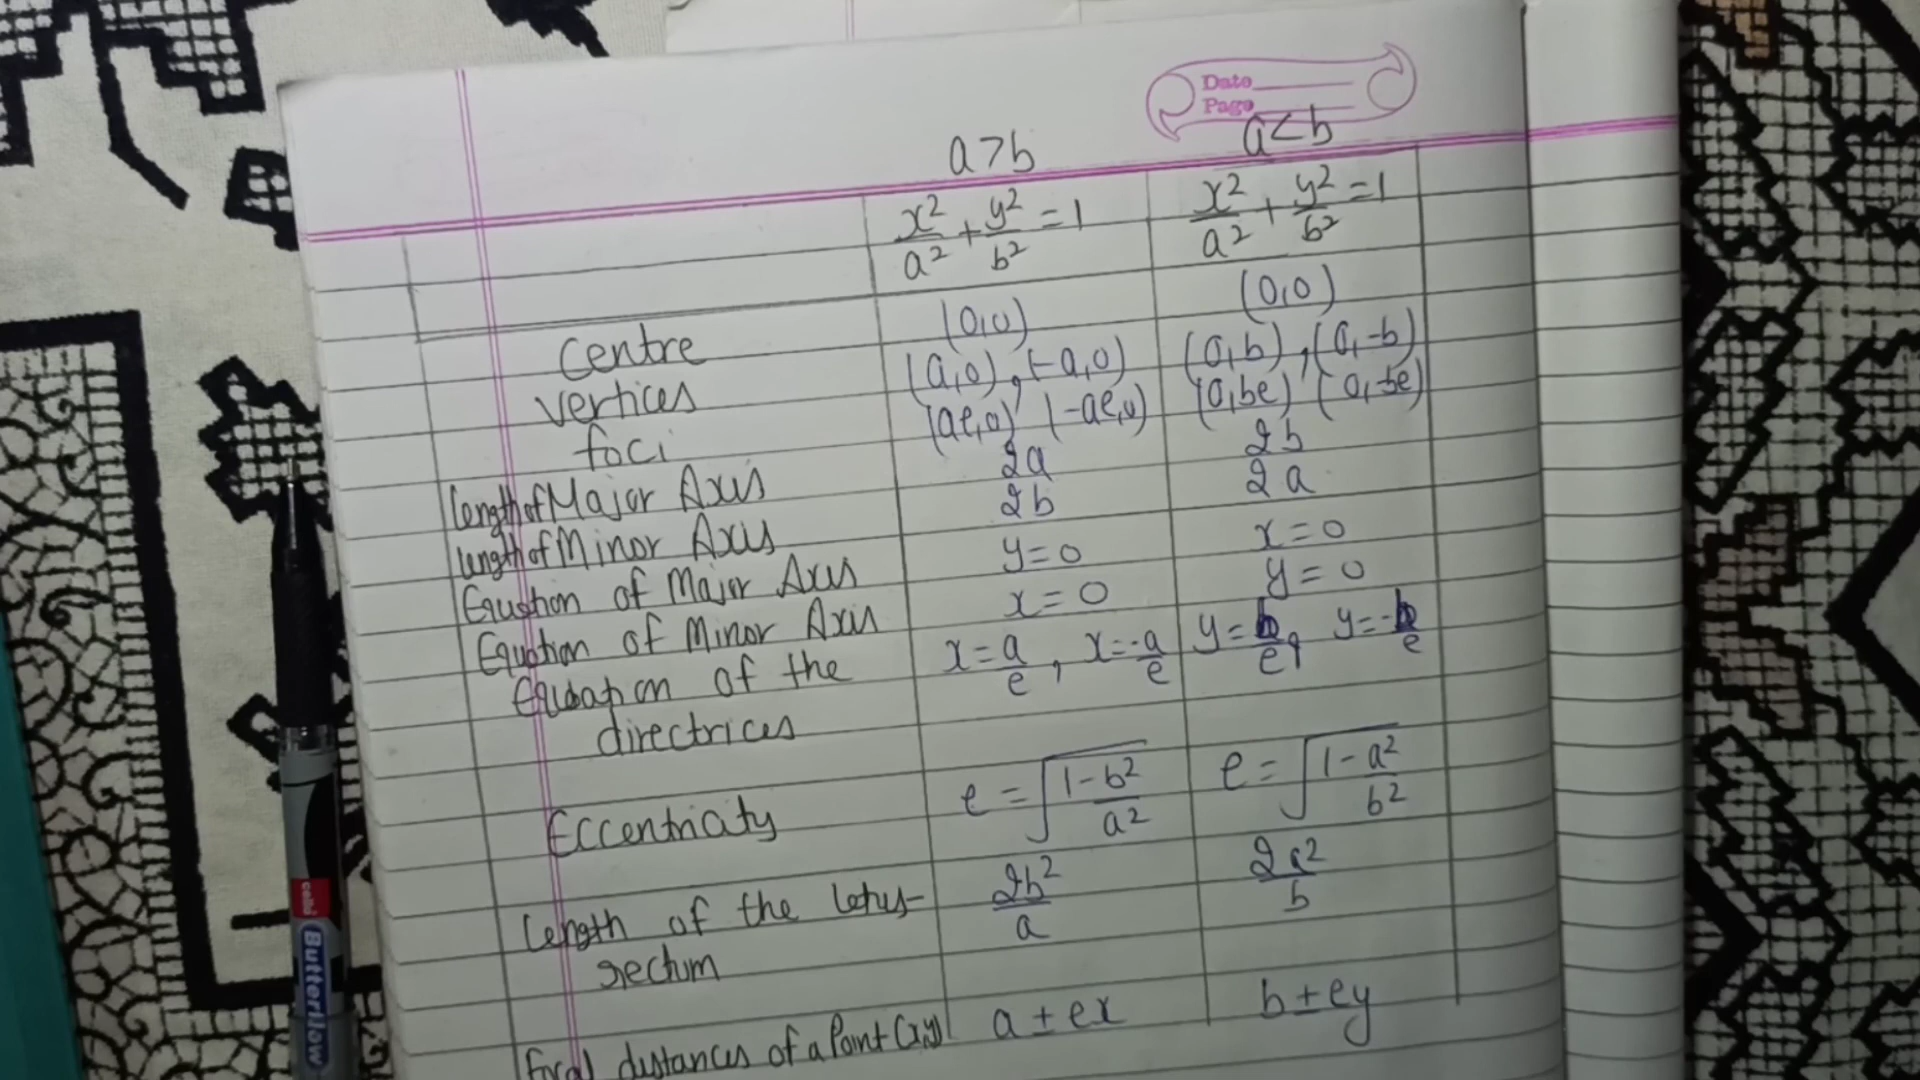 Date
Page
a>b a<b
x²/a² + y²/b² = 1 x²/a² + y²/b² = 1
Centre (0,0) (0,0)
vertices (a,0), (-a,0) (0,b), (0,-b)
foci (ae,0) (-ae,0) (0,be) (0,-be)
length of Major Axis 2a 2b
length of Minor Axis 2b 2a
Equation of Major Axis y=0 x=0
Equation of Minor Axis x=0 y=0
Equation of the x=a/e, x=-a/e y=b/e, y=-b/e
directrices
Eccentricity e=√(1-b²/a²) e=√(1-a²/b²)
Length of the latus- 2b²/a 2a²/b
rectum
focal distances of a Point (x,y) a±ex b±ey
cello
Butterflow